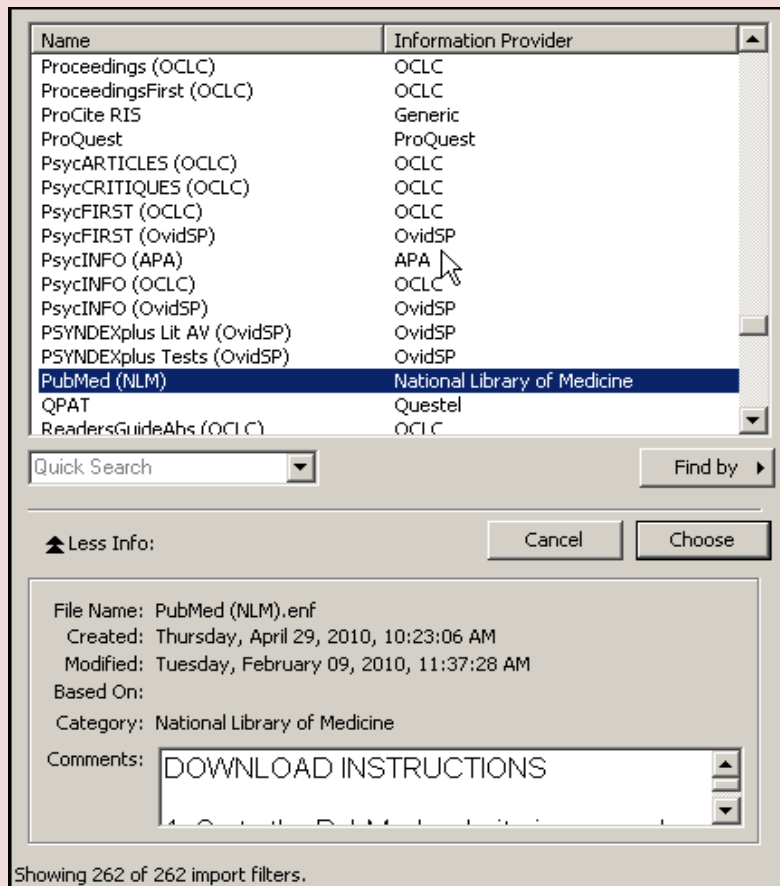 Name Information Provider
Proceedings (OCLC) OCLC
ProceedingsFirst (OCLC) OCLC
ProCite RIS Generic
ProQuest ProQuest
PsycARTICLES (OCLC) OCLC
PsycCRITIQUES (OCLC) OCLC
PsycFIRST (OCLC) OCLC
PsycFIRST (OvidSP) OvidSP
PsycINFO (APA) APA
PsycINFO (OCLC) OCLC
PsycINFO (OvidSP) OvidSP
PSYNDEXplus Lit AV (OvidSP) OvidSP
PSYNDEXplus Tests (OvidSP) OvidSP
PubMed (NLM) National Library of Medicine
QPAT Questel
ReadersGuideAbs (OCLC) OCLC
Quick Search Find by
Less Info: Cancel Choose
File Name: PubMed (NLM).enf
Created: Thursday, April 29, 2010, 10:23:06 AM
Modified: Tuesday, February 09, 2010, 11:37:28 AM
Based On:
Category: National Library of Medicine
Comments: DOWNLOAD INSTRUCTIONS
Showing 262 of 262 import filters.